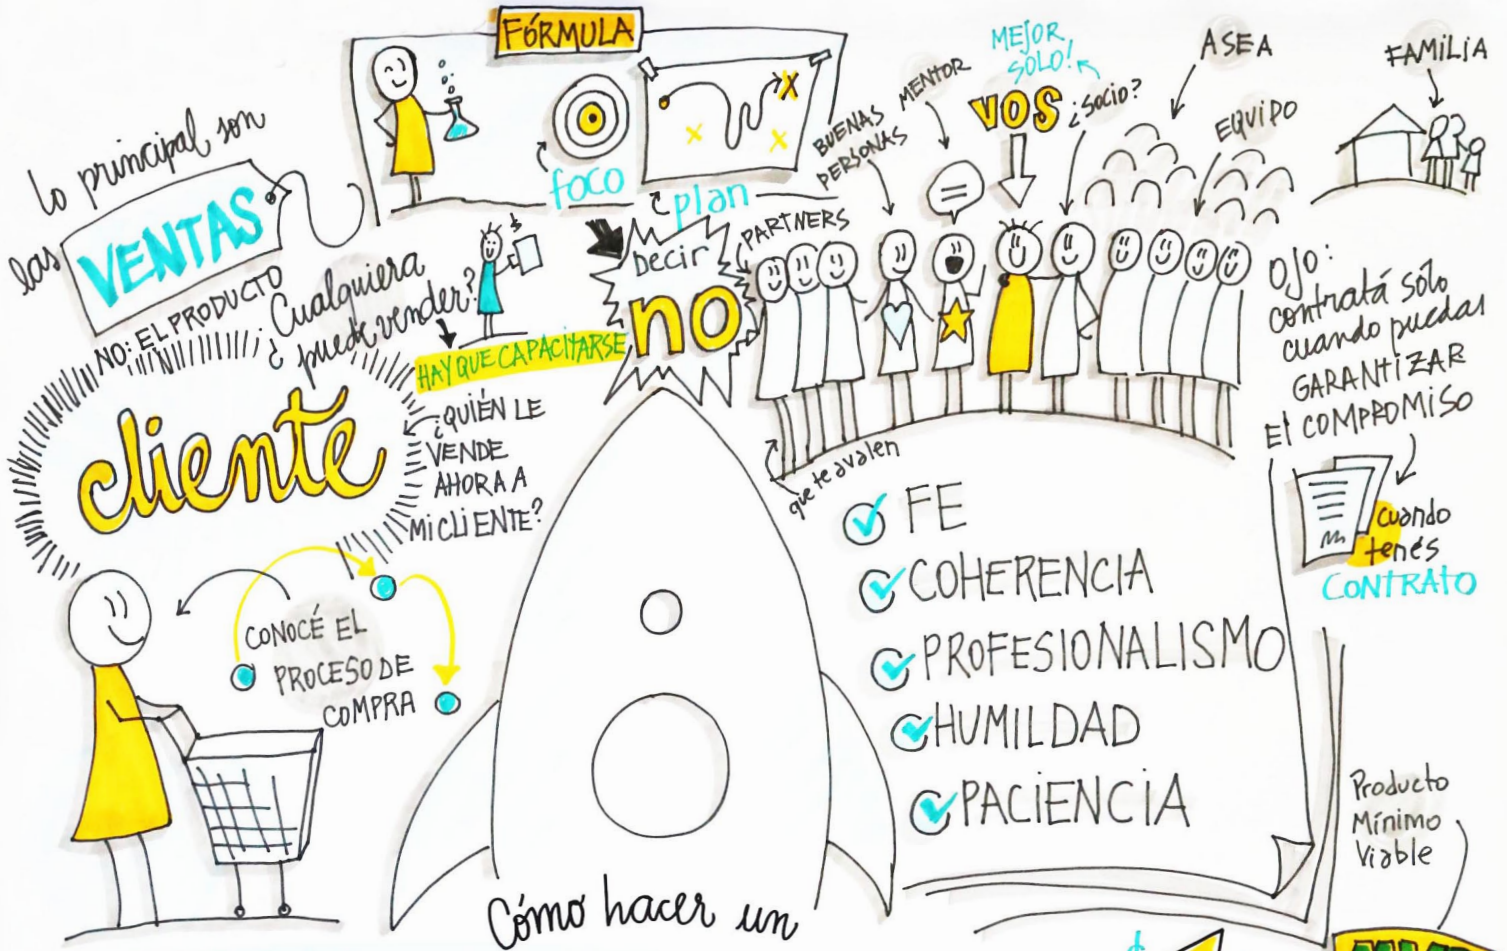 FÓRMULA
foco
plan
lo principal son
las VENTAS
NO: EL PRODUCTO
¿Cualquiera
puede vender?
HAY QUE CAPACITARSE
Decir
no
cliente
¿QUIÉN LE
VENDE
AHORA A
MI CLIENTE?
CONOCÉ EL
PROCESO DE
COMPRA
PARTNERS
que te avalen
BUENAS
PERSONAS
MENTOR
MEJOR
SOLO!
VOS
¿SOCIO?
ASEA
EQUIPO
FAMILIA
OJO:
contratá sólo
cuando puedas
GARANTIZAR
El COMPROMISO
cuando
tenés
CONTRATO
FE
COHERENCIA
PROFESIONALISMO
HUMILDAD
PACIENCIA
Producto
Mínimo
Viable
Cómo hacer un